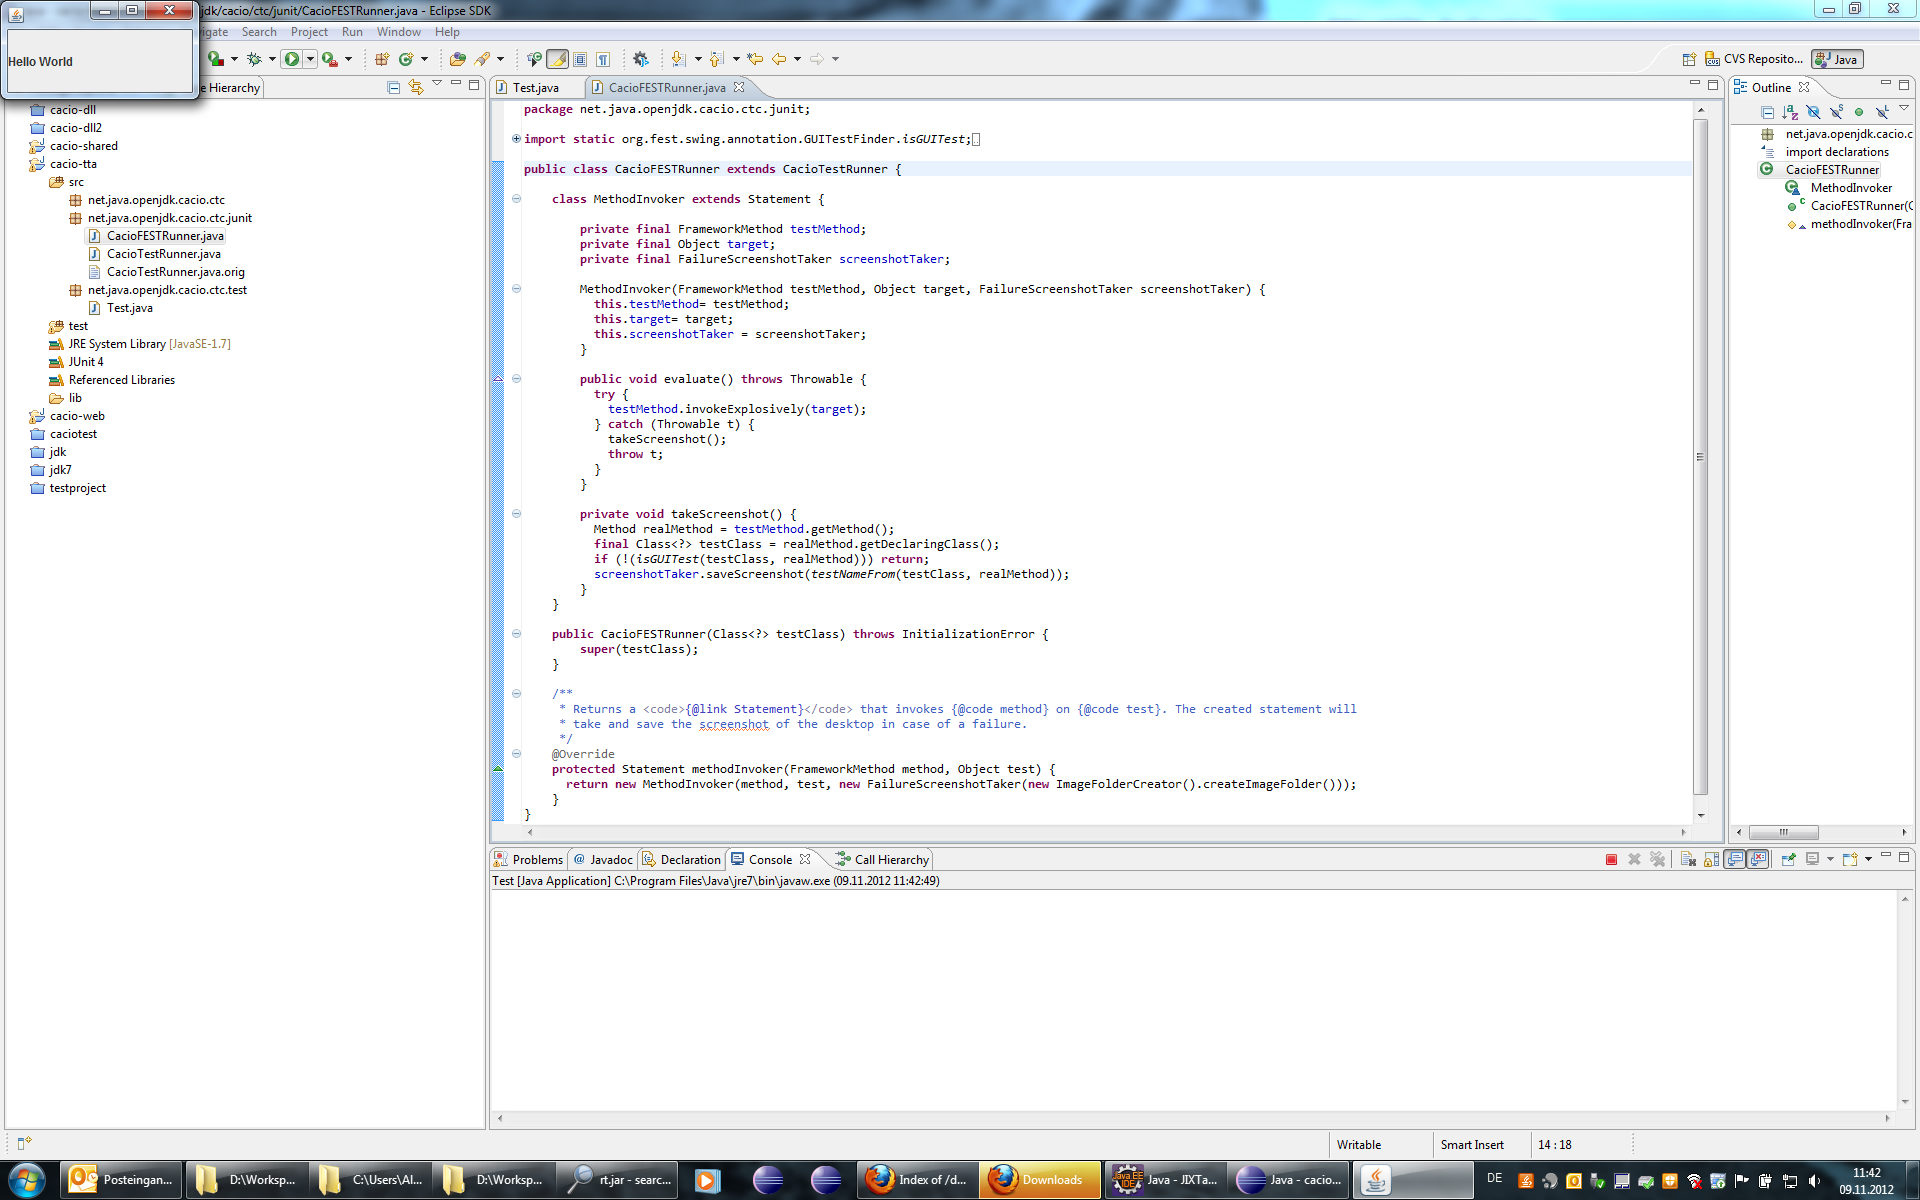 jdk/cacio/ctc/junit/CacioFESTRunner.java - Eclipse SDK
Hello World
Search Project Run Window Help
CVS Reposito... Java
e Hierarchy
cacio-dll
cacio-dll2
cacio-shared
cacio-tta
src
net.java.openjdk.cacio.ctc
net.java.openjdk.cacio.ctc.junit
CacioFESTRunner.java
CacioTestRunner.java
CacioTestRunner.java.orig
net.java.openjdk.cacio.ctc.test
Test.java
test
JRE System Library [JavaSE-1.7]
JUnit 4
Referenced Libraries
lib
cacio-web
caciotest
jdk
jdk7
testproject
Test.java CacioFESTRunner.java
package net.java.openjdk.cacio.ctc.junit;
import static org.fest.swing.annotation.GUITestFinder.isGUITest;
public class CacioFESTRunner extends CacioTestRunner {
class MethodInvoker extends Statement {
private final FrameworkMethod testMethod;
private final Object target;
private final FailureScreenshotTaker screenshotTaker;
MethodInvoker(FrameworkMethod testMethod, Object target, FailureScreenshotTaker screenshotTaker) {
this.testMethod= testMethod;
this.target= target;
this.screenshotTaker = screenshotTaker;
}
public void evaluate() throws Throwable {
try {
testMethod.invokeExplosively(target);
} catch (Throwable t) {
takeScreenshot();
throw t;
}
}
private void takeScreenshot() {
Method realMethod = testMethod.getMethod();
final Class<?> testClass = realMethod.getDeclaringClass();
if (!(isGUITest(testClass, realMethod))) return;
screenshotTaker.saveScreenshot(testNameFrom(testClass, realMethod));
}
}
public CacioFESTRunner(Class<?> testClass) throws InitializationError {
super(testClass);
}
/**
* Returns a <code>{@link Statement}</code> that invokes {@code method} on {@code test}. The created statement will
* take and save the screenshot of the desktop in case of a failure.
*/
@Override
protected Statement methodInvoker(FrameworkMethod method, Object test) {
return new MethodInvoker(method, test, new FailureScreenshotTaker(new ImageFolderCreator().createImageFolder()));
}
}
Outline
net.java.openjdk.cacio.c
import declarations
CacioFESTRunner
MethodInvoker
CacioFESTRunner(C
methodInvoker(Fra
Problems Javadoc Declaration Console Call Hierarchy
Test [Java Application] C:\Program Files\Java\jre7\bin\javaw.exe (09.11.2012 11:42:49)
Writable Smart Insert 14 : 18
Posteingan... D:\Worksp... C:\Users\Al... D:\Worksp... rt.jar - searc... Index of /d... Downloads Java - JIXTa... Java - cacio... DE
11:42
09.11.2012